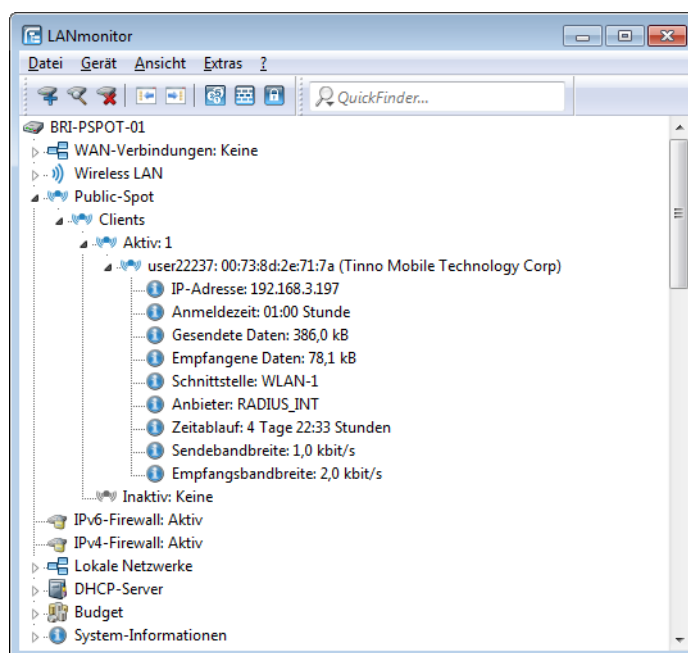 LANmonitor
Datei Gerät Ansicht Extras ?
QuickFinder...
BRI-PSPOT-01
WAN-Verbindungen: Keine
Wireless LAN
Public-Spot
Clients
Aktiv: 1
user22237: 00:73:8d:2e:71:7a (Tinno Mobile Technology Corp)
IP-Adresse: 192.168.3.197
Anmeldezeit: 01:00 Stunde
Gesendete Daten: 386,0 kB
Empfangene Daten: 78,1 kB
Schnittstelle: WLAN-1
Anbieter: RADIUS_INT
Zeitablauf: 4 Tage 22:33 Stunden
Sendebandbreite: 1,0 kbit/s
Empfangsbandbreite: 2,0 kbit/s
Inaktiv: Keine
IPv6-Firewall: Aktiv
IPv4-Firewall: Aktiv
Lokale Netzwerke
DHCP-Server
Budget
System-Informationen